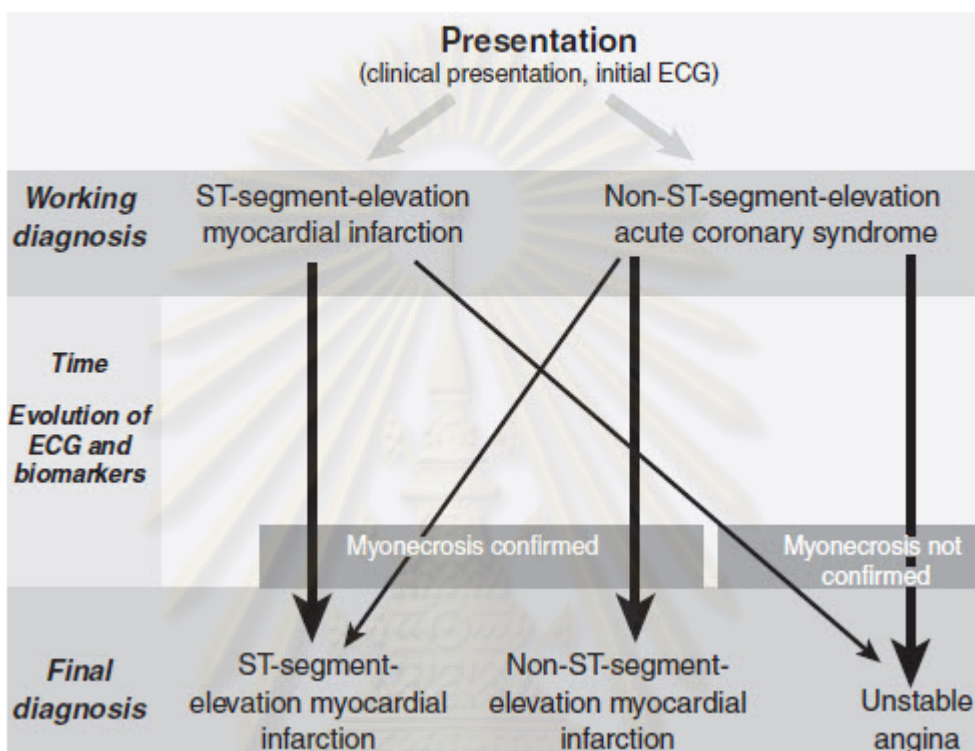 Presentation
(clinical presentation, initial ECG)
Working
diagnosis
ST-segment-elevation
myocardial infarction
Non-ST-segment-elevation
acute coronary syndrome
Time
Evolution of
ECG and
biomarkers
Myonecrosis confirmed
Myonecrosis not
confirmed
Final
diagnosis
ST-segment-
elevation myocardial
infarction
Non-ST-segment-
elevation myocardial
infarction
Unstable
angina